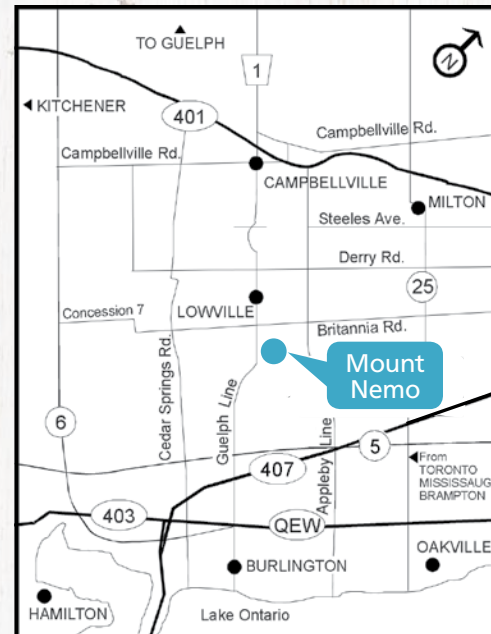 TO GUELPH
1
N
KITCHENER
401
Campbellville Rd.
Campbellville Rd.
CAMPBELLVILLE
MILTON
Steeles Ave.
Derry Rd.
25
Concession 7
LOWVILLE
Britannia Rd.
Mount
Nemo
Cedar Springs Rd.
Guelph Line
Appleby Line
6
5
407
From
TORONTO
MISSISSAUG
BRAMPTON
403
QEW
BURLINGTON
OAKVILLE
HAMILTON
Lake Ontario